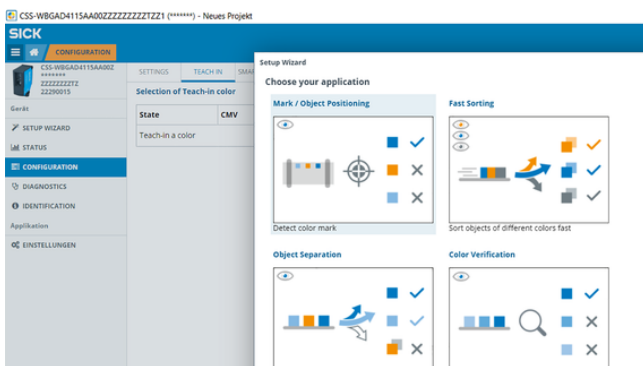 CSS-WBGAD4115AA00ZZZZZZZZZTZZ1 (*******) - Neues Projekt
SICK
CONFIGURATION
CSS-WBGAD4115AA00Z
*******
ZZZZZZZZTZ
22290015
Gerät
SETUP WIZARD
STATUS
CONFIGURATION
DIAGNOSTICS
IDENTIFICATION
Applikation
EINSTELLUNGEN
SETTINGS TEACH IN
Selection of Teach-in color
State CMV
Teach-in a color
Setup Wizard
Choose your application
Mark / Object Positioning
Detect color mark
Fast Sorting
Sort objects of different colors fast
Object Separation
Color Verification